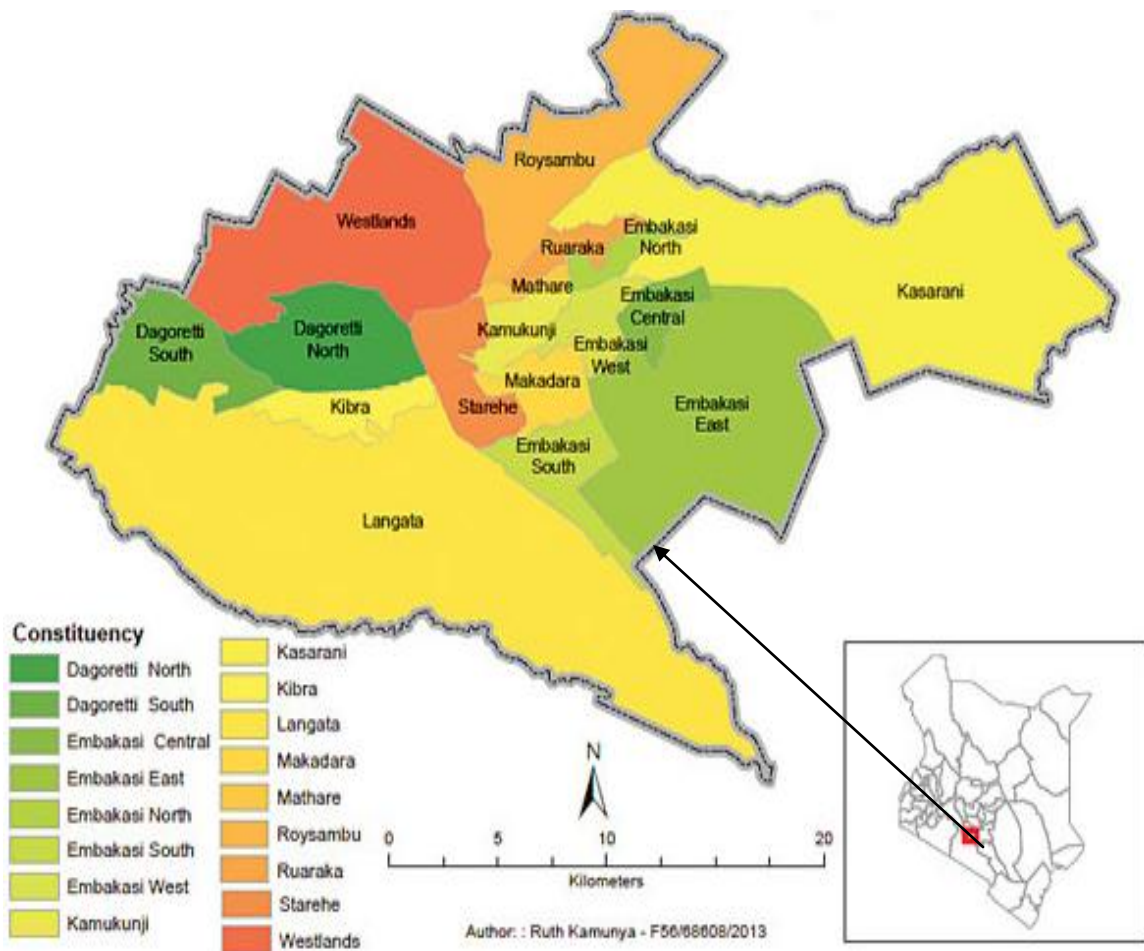 Roysambu
Westlands
Embakasi
North
Ruaraka
Mathare
Kasarani
Embakasi
Central
Dagoretti
South
Dagoretti
North
Kamukunji
Embakasi
West
Makadara
Kibra
Starehe
Embakasi
East
Embakasi
South
Langata
Constituency
Dagoretti North
Dagoretti South
Embakasi Central
Embakasi East
Embakasi North
Embakasi South
Embakasi West
Kamukunji
Kasarani
Kibra
Langata
Makadara
Mathare
Roysambu
Ruaraka
Starehe
Westlands
N
0 5 10 20
Kilometers
Author: : Ruth Kamunya - F56/68608/2013